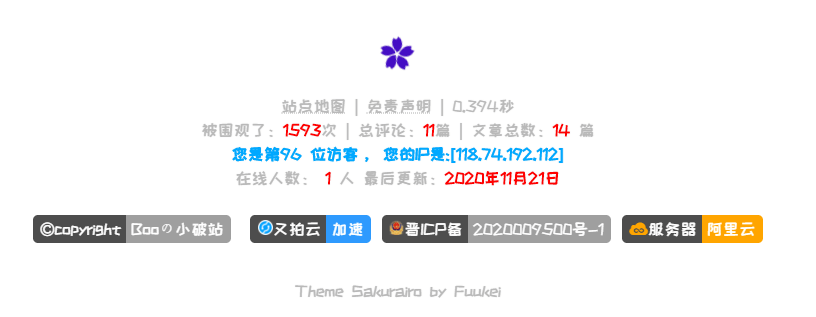 站点地图 | 免责声明 | 0.394秒
被围观了: 1593次 | 总评论: 11篇 | 文章总数: 14 篇
您是第96 位访客 , 您的IP是:[118.74.192.112]
在线人数: 1 人 最后更新: 2020年11月21日
©copyright Booの小破站 又拍云 加速 晋ICP备 2020009500号-1 服务器 阿里云
Theme Sakurairo by Fuukei